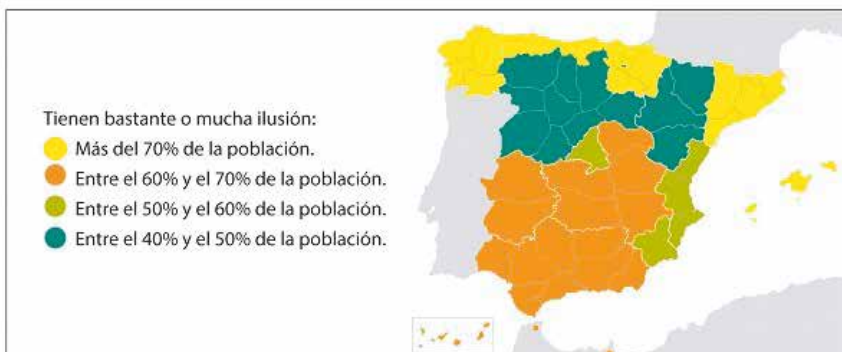 Tienen bastante o mucha ilusión:
Más del 70% de la población.
Entre el 60% y el 70% de la población.
Entre el 50% y el 60% de la población.
Entre el 40% y el 50% de la población.